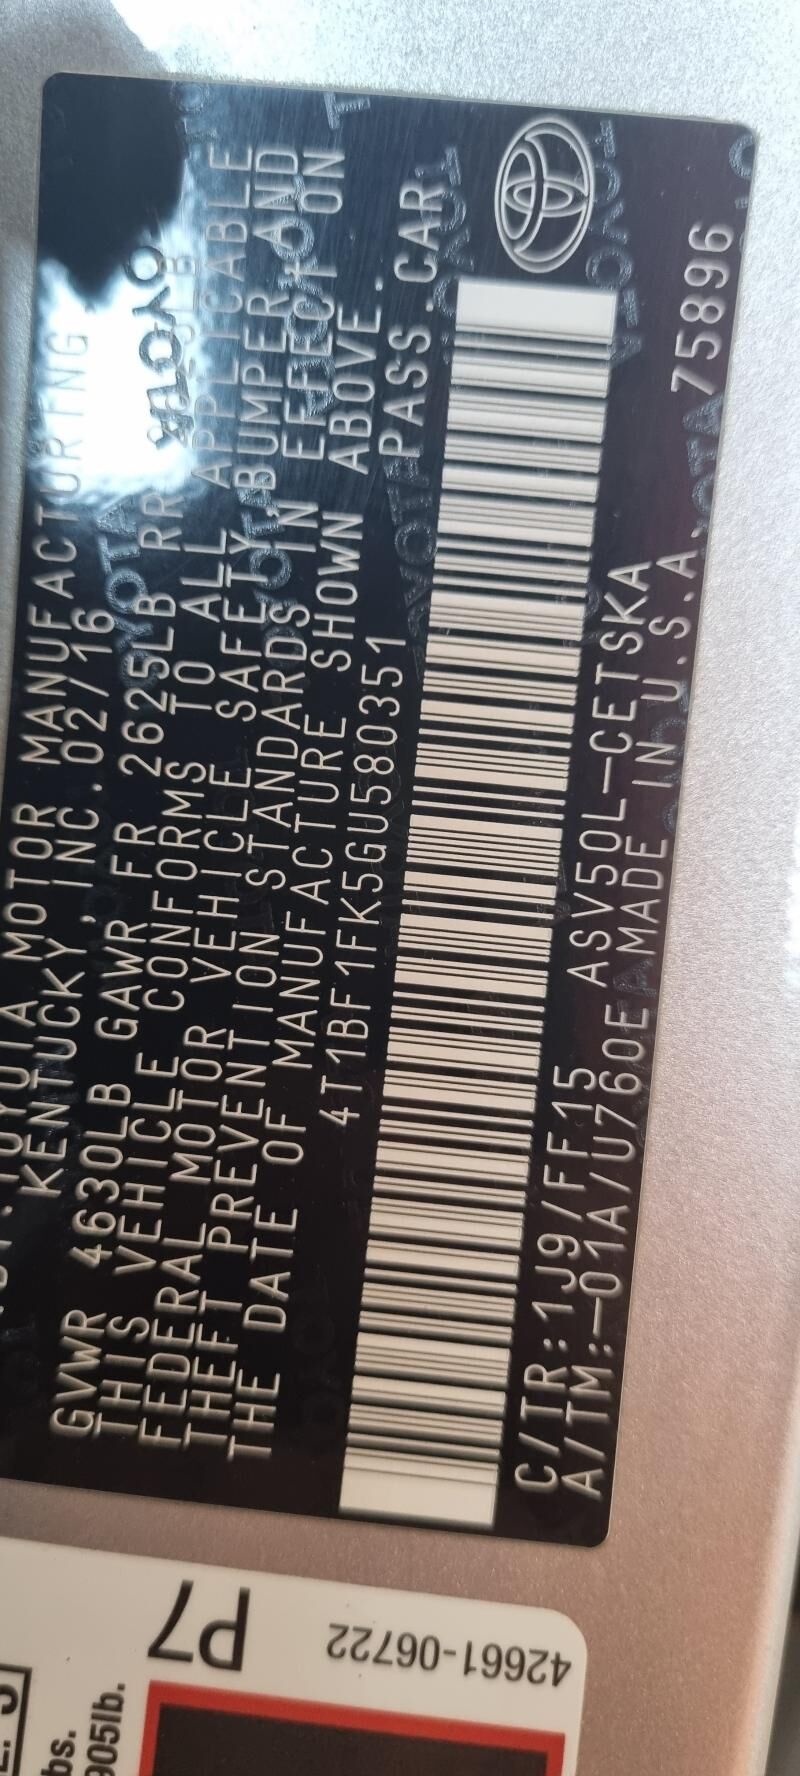 TOYOTA MOTOR MANUFACTURING
KENTUCKY, INC. 02/16
GVWR 4630LB GAWR FR 2625LB RR
THIS VEHICLE CONFORMS TO ALL APPLICABLE
FEDERAL MOTOR VEHICLE SAFETY, BUMPER, AND
THEFT PREVENTION STANDARDS IN EFFECT ON
THE DATE OF MANUFACTURE SHOWN ABOVE.
4T1BF1FK5GU580351 PASS.CAR
C/TR:1J9/FF15 ASV50L-CETSKA
A/TM:-01A/U760E MADE IN U.S.A. 75896
P7
42661-06722
905lb.